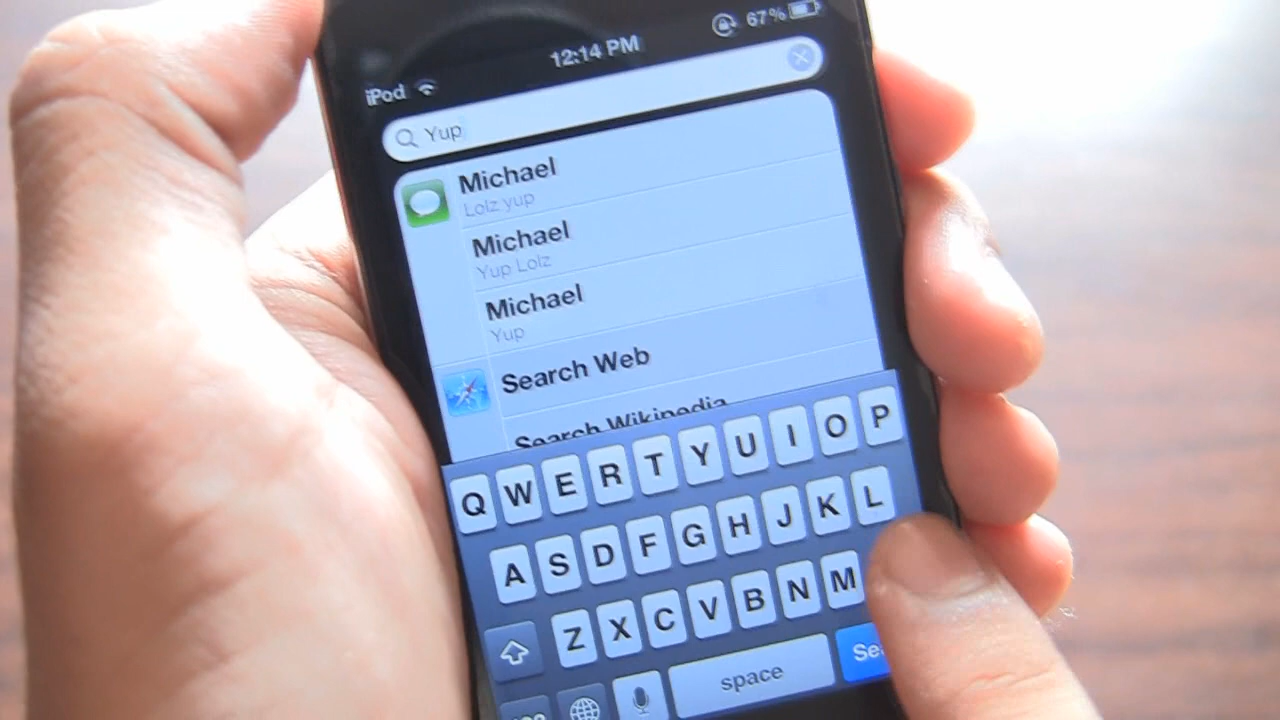 iPod 12:14 PM 67%
Yup
Michael
Lolz yup
Michael
Yup Lolz
Michael
Yup
Search Web
Search Wikipedia
Q W E R T Y U I O P
A S D F G H J K L
Z X C V B N M
space